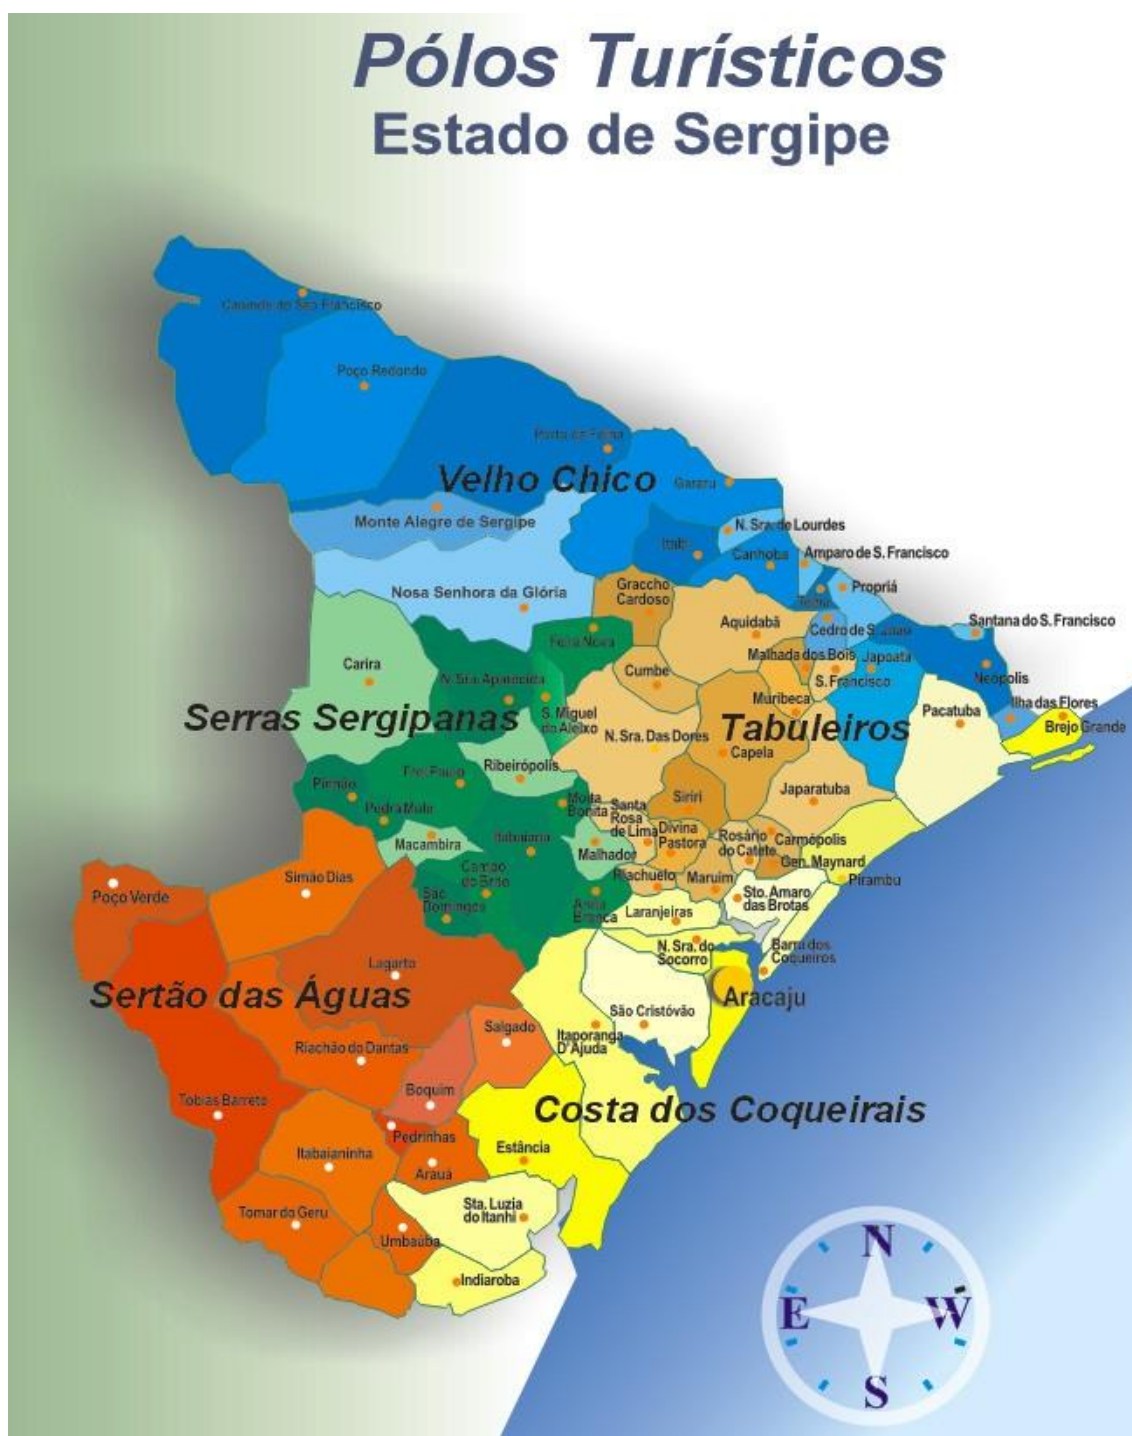 Pólos Turísticos
Estado de Sergipe
Poço Redondo
Velho Chico
Gararu
Monte Alegre de Sergipe
N. Sra. de Lourdes
Itabi
Canhoba
Amparo de S. Francisco
Nosa Senhora da Glória
Graccho
Cardoso
Propriá
Aquidabã
Cedro de S.
Santana do S. Francisco
Feira Nova
Malhada dos Bois
Japoata
Carira
Cumbe
S. Francisco
Neópolis
N. Sra. Aparecida
Muribeca
Ilha das Flores
Serras Sergipanas
S. Miguel
do Aleixo
Pacatuba
Brejo Grande
N. Sra. Das Dores
Tabuleiros
Capela
Ribeirópolis
Frei Paulo
Pinhão
Siriri
Japaratuba
Pedra Mole
Moita
Bonita
Santa
Rosa
de Lima
Divina
Pastora
Rosário
do Catete
Carmópolis
Macambira
Itabaiana
Malhador
Gen. Maynard
Simão Dias
Campo
do Brito
Riachuelo
Maruim
Pirambu
Poço Verde
São
Domingos
Areia
Branca
Laranjeiras
Sto. Amaro
das Brotas
N. Sra. do
Socorro
Barra dos
Coqueiros
Lagarto
Sertão das Águas
Aracaju
São Cristóvão
Salgado
Itaporanga
D'Ajuda
Riachão do Dantas
Boquim
Tobias Barreto
Costa dos Coqueirais
Pedrinhas
Estância
Itabaianinha
Arauá
Tomar do Geru
Sta. Luzia
do Itanhi
Umbaúba
Indiaroba
N
E
W
S